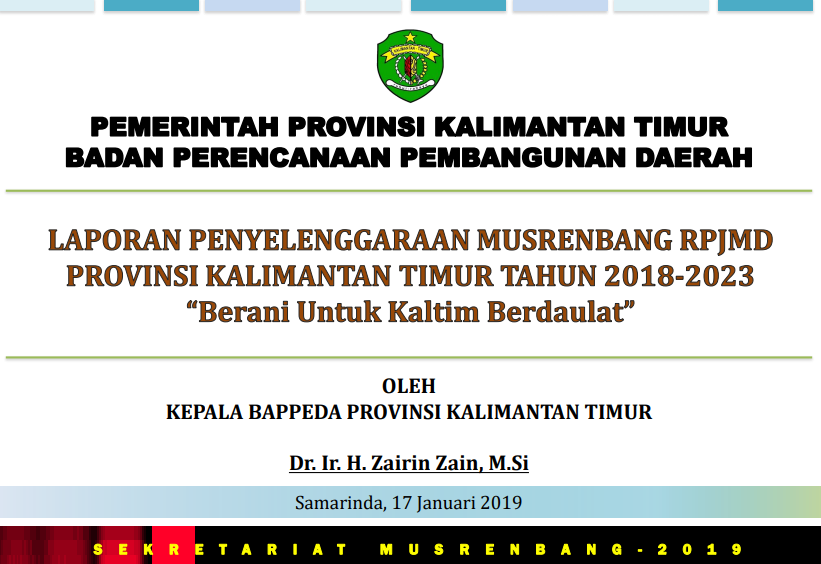 KALIMANTAN - TIMUR
PEMERINTAH PROVINSI KALIMANTAN TIMUR
BADAN PERENCANAAN PEMBANGUNAN DAERAH
LAPORAN PENYELENGGARAAN MUSRENBANG RPJMD
PROVINSI KALIMANTAN TIMUR TAHUN 2018-2023
“Berani Untuk Kaltim Berdaulat”
OLEH
KEPALA BAPPEDA PROVINSI KALIMANTAN TIMUR
Dr. Ir. H. Zairin Zain, M.Si
Samarinda, 17 Januari 2019
SEKRETARIAT MUSRENBANG-2019